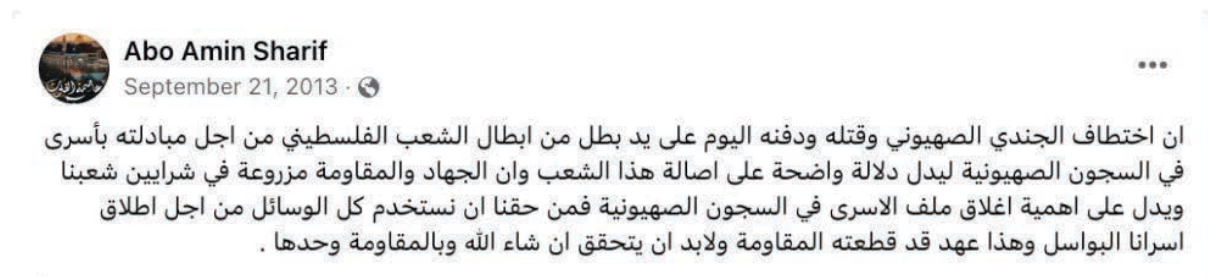 Abo Amin Sharif
September 21, 2013 ·
ان اختطاف الجندي الصهيوني وقتله ودفنه اليوم على يد بطل من ابطال الشعب الفلسطيني من اجل مبادلته بأسرى
في السجون الصهيونية ليدل دلالة واضحة على اصالة هذا الشعب وان الجهاد والمقاومة مزروعة في شرايين شعبنا
ويدل على اهمية اغلاق ملف الاسرى في السجون الصهيونية فمن حقنا ان نستخدم كل الوسائل من اجل اطلاق
اسرانا البواسل وهذا عهد قد قطعته المقاومة ولابد ان يتحقق ان شاء الله وبالمقاومة وحدها .